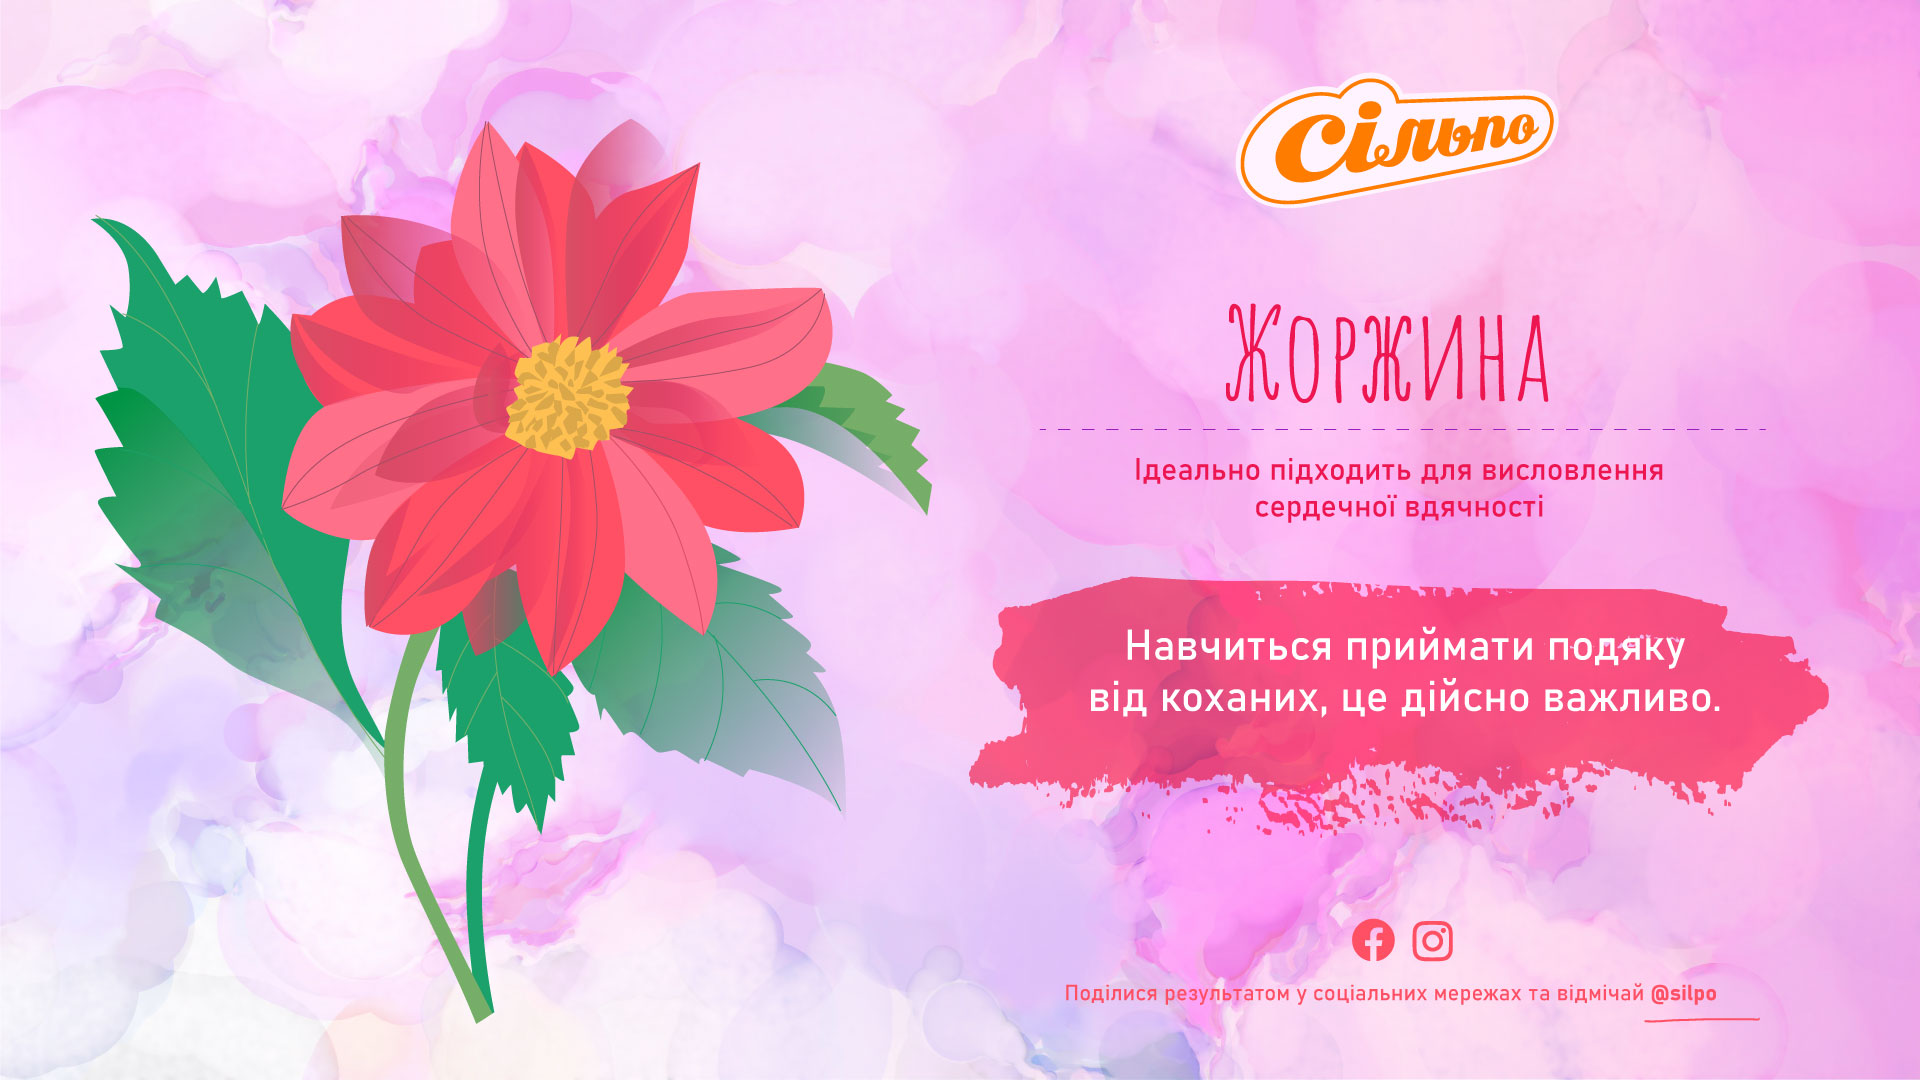 Сільпо
Жоржина
Ідеально підходить для висловлення
сердечної вдячності
Навчиться приймати подяку
від коханих, це дійсно важливо.
Поділися результатом у соціальних мережах та відмічай @silpo